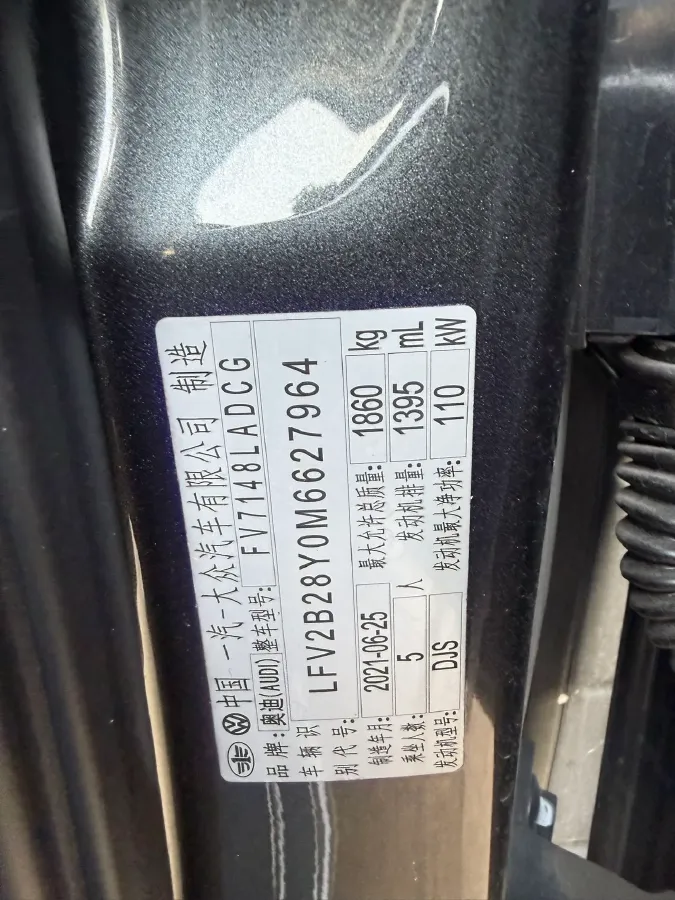 中国 一汽-大众汽车有限公司 制造
品牌: 奥迪(AUDI) 整车型号: FV7148LADCG
车辆识别代号: LFV2B28Y0M6627964
制造年月: 2021-06-25 最大允许总质量: 1860 kg
乘坐人数: 5 人 发动机排量: 1395 mL
发动机型号: DJS 发动机最大净功率: 110 kW